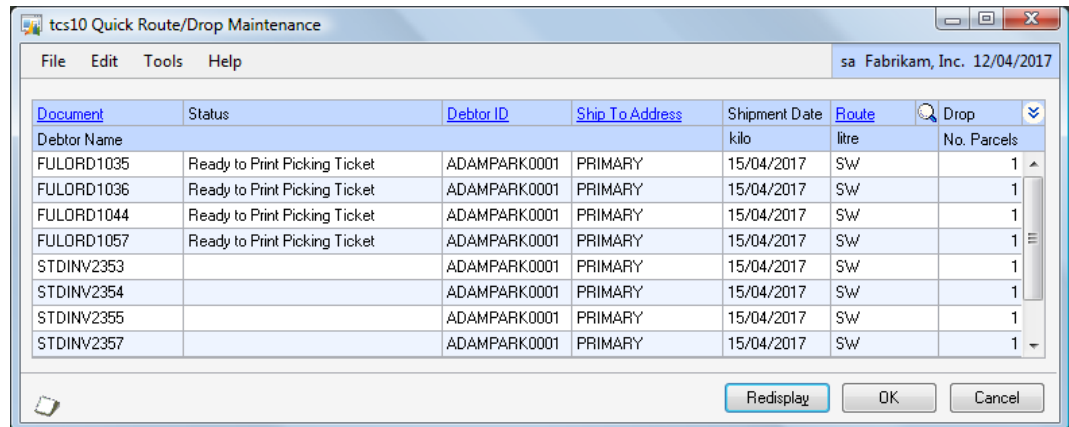 tcs10 Quick Route/Drop Maintenance
File Edit Tools Help sa Fabrikam, Inc. 12/04/2017
Document Status Debtor ID Ship To Address Shipment Date Route Drop
Debtor Name kilo litre No. Parcels
FULORD1035 Ready to Print Picking Ticket ADAMPARK0001 PRIMARY 15/04/2017 SW 1
FULORD1036 Ready to Print Picking Ticket ADAMPARK0001 PRIMARY 15/04/2017 SW 1
FULORD1044 Ready to Print Picking Ticket ADAMPARK0001 PRIMARY 15/04/2017 SW 1
FULORD1057 Ready to Print Picking Ticket ADAMPARK0001 PRIMARY 15/04/2017 SW 1
STDINV2353 ADAMPARK0001 PRIMARY 15/04/2017 SW 1
STDINV2354 ADAMPARK0001 PRIMARY 15/04/2017 SW 1
STDINV2355 ADAMPARK0001 PRIMARY 15/04/2017 SW 1
STDINV2357 ADAMPARK0001 PRIMARY 15/04/2017 SW 1
Redisplay OK Cancel